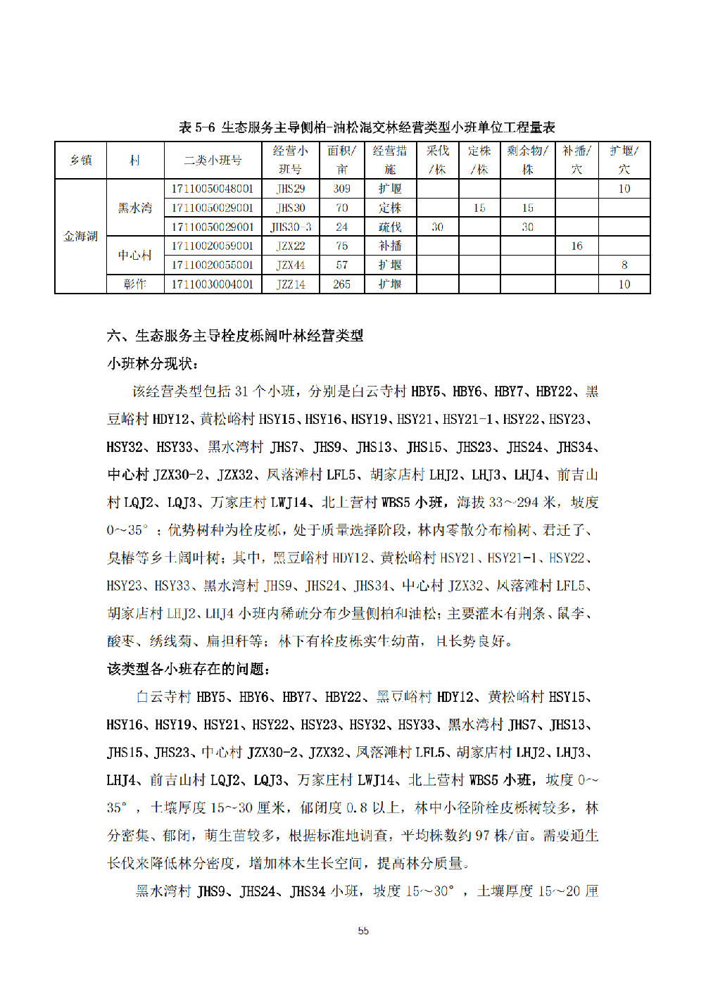 表 5-6 生态服务主导侧柏-油松混交林经营类型小班单位工程量表
乡镇 村 二类小班号 经营小班号 面积/亩 经营措施 采伐/株 定株/株 剩余物/株 补播/穴 扩堰/穴
金海湖 黑水湾 17110050048001 JHS29 309 扩堰 10
17110050029001 JHS30 70 定株 15 15
17110050029001 JHS30-3 24 疏伐 30 30
中心村 17110020059001 JZX22 75 补播 16
17110020055001 JZX44 57 扩堰 8
彰作 17110030004001 JZZ14 265 扩堰 10
六、生态服务主导栓皮栎阔叶林经营类型
小班林分现状：
该经营类型包括 31 个小班，分别是白云寺村 HBY5、HBY6、HBY7、HBY22、黑
豆峪村 HDY12、黄松峪村 HSY15、HSY16、HSY19、HSY21、HSY21-1、HSY22、HSY23、
HSY32、HSY33、黑水湾村 JHS7、JHS9、JHS13、JHS15、JHS23、JHS24、JHS34、
中心村 JZX30-2、JZX32、凤落滩村 LFL5、胡家店村 LHJ2、LHJ3、LHJ4、前吉山
村 LQJ2、LQJ3、万家庄村 LWJ14、北上营村 WBS5 小班，海拔 33～294 米，坡度
0～35°；优势树种为栓皮栎，处于质量选择阶段，林内零散分布榆树、君迁子、
臭椿等乡土阔叶树；其中，黑豆峪村 HDY12、黄松峪村 HSY21、HSY21-1、HSY22、
HSY23、HSY33、黑水湾村 JHS9、JHS24、JHS34、中心村 JZX32、凤落滩村 LFL5、
胡家店村 LHJ2、LHJ4 小班内稀疏分布少量侧柏和油松；主要灌木有荆条、鼠李、
酸枣、绣线菊、扁担秆等；林下有栓皮栎实生幼苗，且长势良好。
该类型各小班存在的问题：
白云寺村 HBY5、HBY6、HBY7、HBY22、黑豆峪村 HDY12、黄松峪村 HSY15、
HSY16、HSY19、HSY21、HSY22、HSY23、HSY32、HSY33、黑水湾村 JHS7、JHS13、
JHS15、JHS23、中心村 JZX30-2、JZX32、凤落滩村 LFL5、胡家店村 LHJ2、LHJ3、
LHJ4、前吉山村 LQJ2、LQJ3、万家庄村 LWJ14、北上营村 WBS5 小班，坡度 0～
35°，土壤厚度 15～30 厘米，郁闭度 0.8 以上，林中小径阶栓皮栎树较多，林
分密集、郁闭，萌生苗较多，根据标准地调查，平均株数约 97 株/亩。需要通生
长伐来降低林分密度，增加林木生长空间，提高林分质量。
黑水湾村 JHS9、JHS24、JHS34 小班，坡度 15～30°，土壤厚度 15～20 厘
55